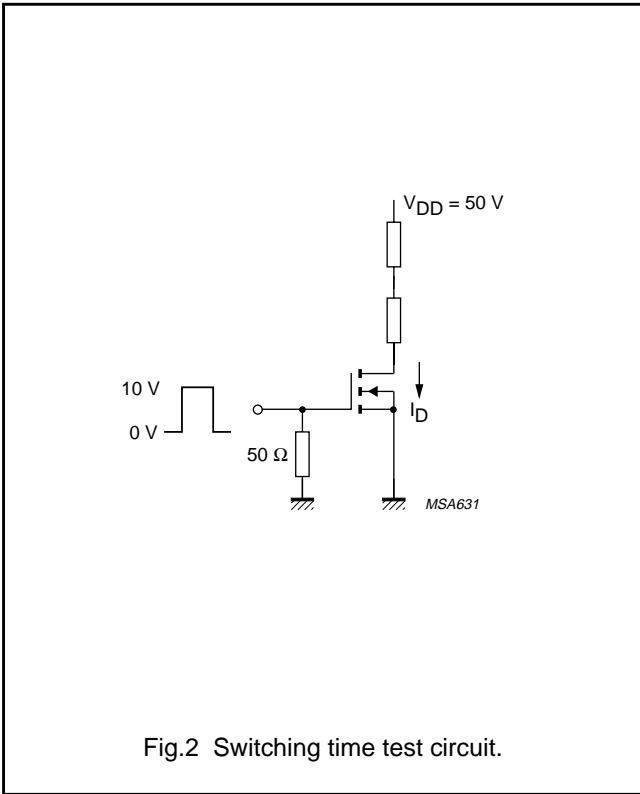 V_DD = 50 V
10 V
0 V
50 Ω
I_D
MSA631
Fig.2 Switching time test circuit.